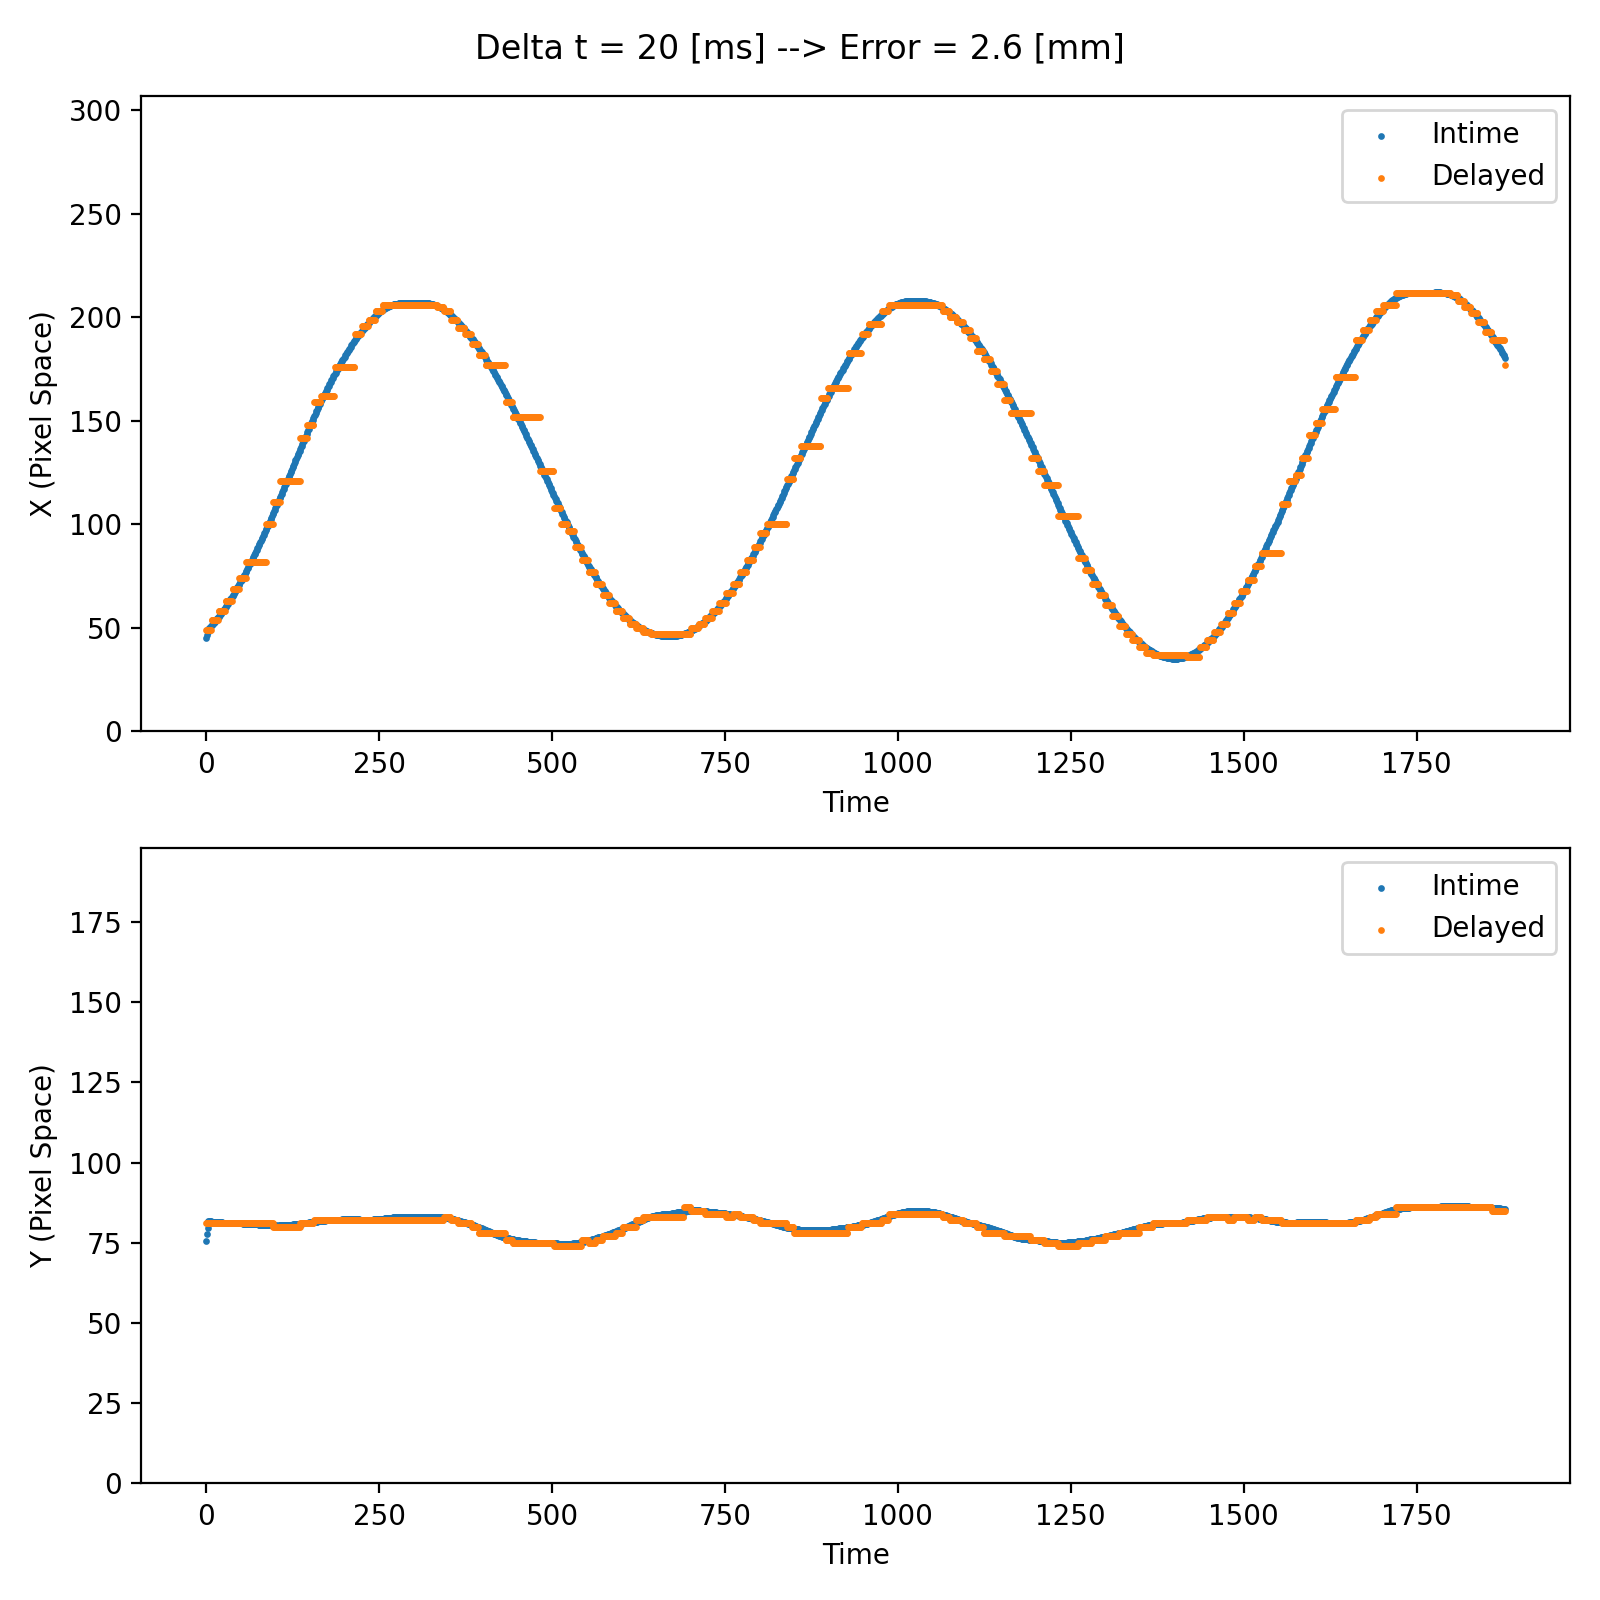 Delta t = 20 [ms] --> Error = 2.6 [mm]
300
250
200
150
100
50
0
X (Pixel Space)
Intime
Delayed
0 250 500 750 1000 1250 1500 1750
Time
175
150
125
100
75
50
25
0
Y (Pixel Space)
Intime
Delayed
0 250 500 750 1000 1250 1500 1750
Time